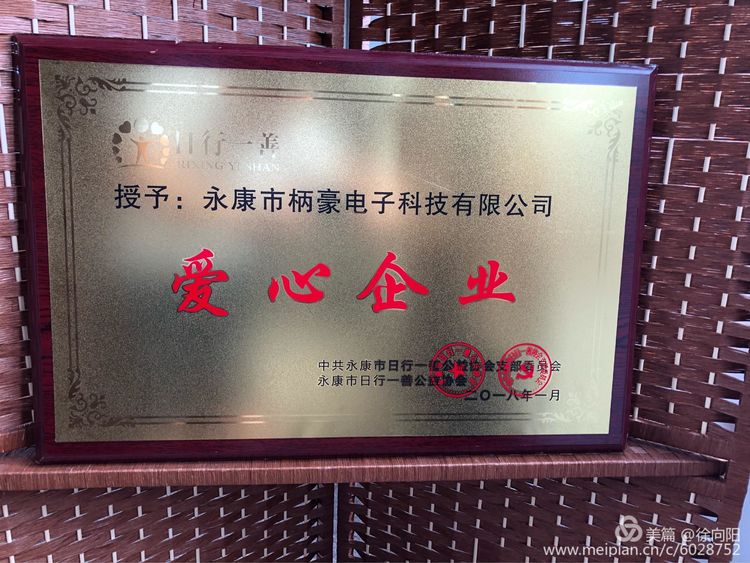 日行一善
RIXING YI SHAN
授予：永康市柄豪电子科技有限公司
爱心企业
中共永康市日行一汇公益协会支部委员会
永康市日行一善公益协会
二〇一八年一月
美篇 @徐向阳
www.meipian.cn/c/6028752